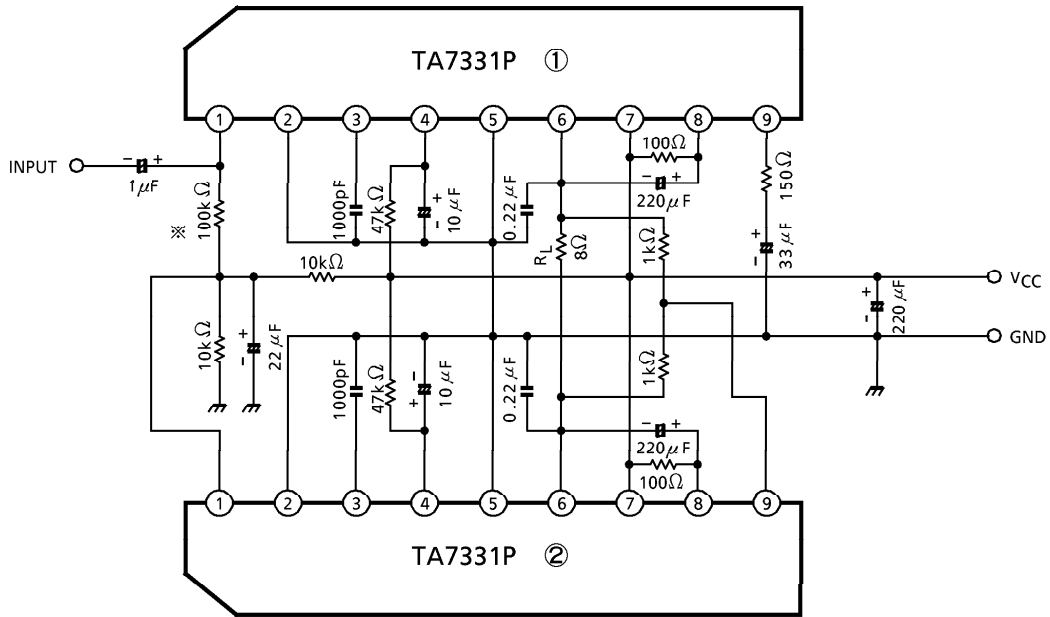 TA7331P ①
1 2 3 4 5 6 7 8 9
INPUT
- +
1μF
※ 100kΩ
1000pF
47kΩ
+ -
10μF
0.22μF
100Ω
- +
220μF
150Ω
+ -
33μF
RL
8Ω
1kΩ
10kΩ
VCC
+ -
220μF
GND
10kΩ
+ -
22μF
1000pF
47kΩ
- +
10μF
0.22μF
1kΩ
- +
220μF
100Ω
1 2 3 4 5 6 7 8 9
TA7331P ②